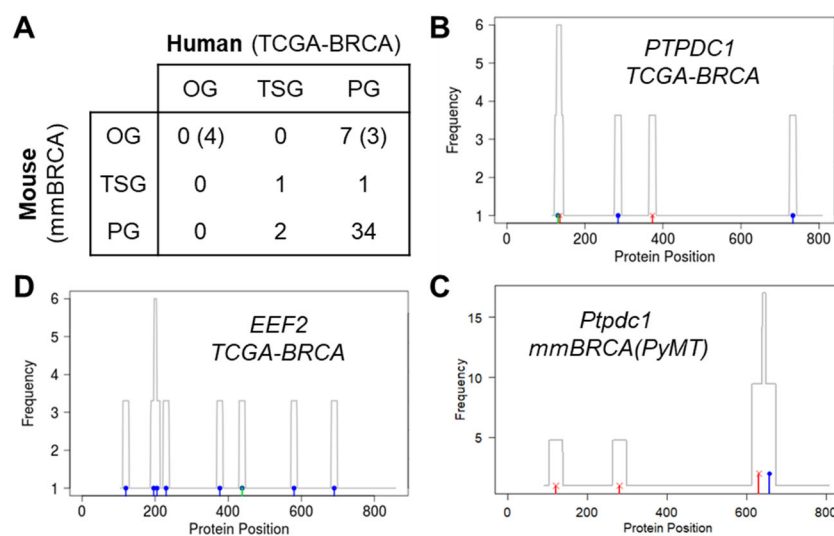 A
Human (TCGA-BRCA)
OG TSG PG
Mouse
(mmBRCA)
OG 0 (4) 0 7 (3)
TSG 0 1 1
PG 0 2 34
B
PTPDC1
TCGA-BRCA
Frequency
6
5
4
3
2
1
0 200 400 600 800
Protein Position
D
EEF2
TCGA-BRCA
Frequency
6
5
4
3
2
1
0 200 400 600 800
Protein Position
C
Ptpdc1
mmBRCA(PyMT)
Frequency
15
10
5
0 200 400 600 800
Protein Position